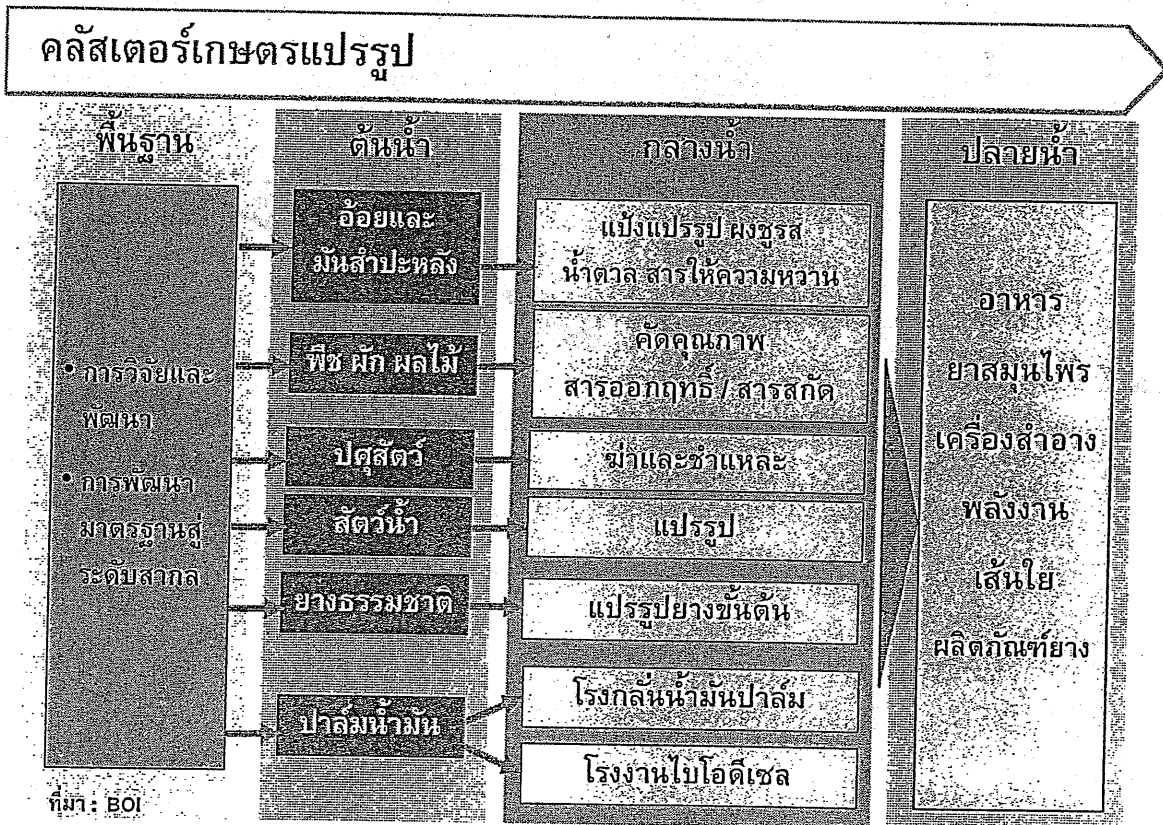 คลัสเตอร์เกษตรแปรรูป
พื้นฐาน
• การวิจัยและ
พัฒนา
• การพัฒนา
มาตรฐานสู่
ระดับสากล
ต้นน้ำ
อ้อยและ
มันสำปะหลัง
พืช ผัก ผลไม้
ปศุสัตว์
สัตว์น้ำ
ยางธรรมชาติ
ปาล์มน้ำมัน
กลางน้ำ
แป้งแปรรูป ผงชูรส
น้ำตาล สารให้ความหวาน
คัดคุณภาพ
สารออกฤทธิ์ / สารสกัด
ฆ่าและชำแหละ
แปรรูป
แปรรูปยางขั้นต้น
โรงกลั่นน้ำมันปาล์ม
โรงงานไบโอดีเซล
ปลายน้ำ
อาหาร
ยาสมุนไพร
เครื่องสำอาง
พลังงาน
เส้นใย
ผลิตภัณฑ์ยาง
ที่มา : BOI